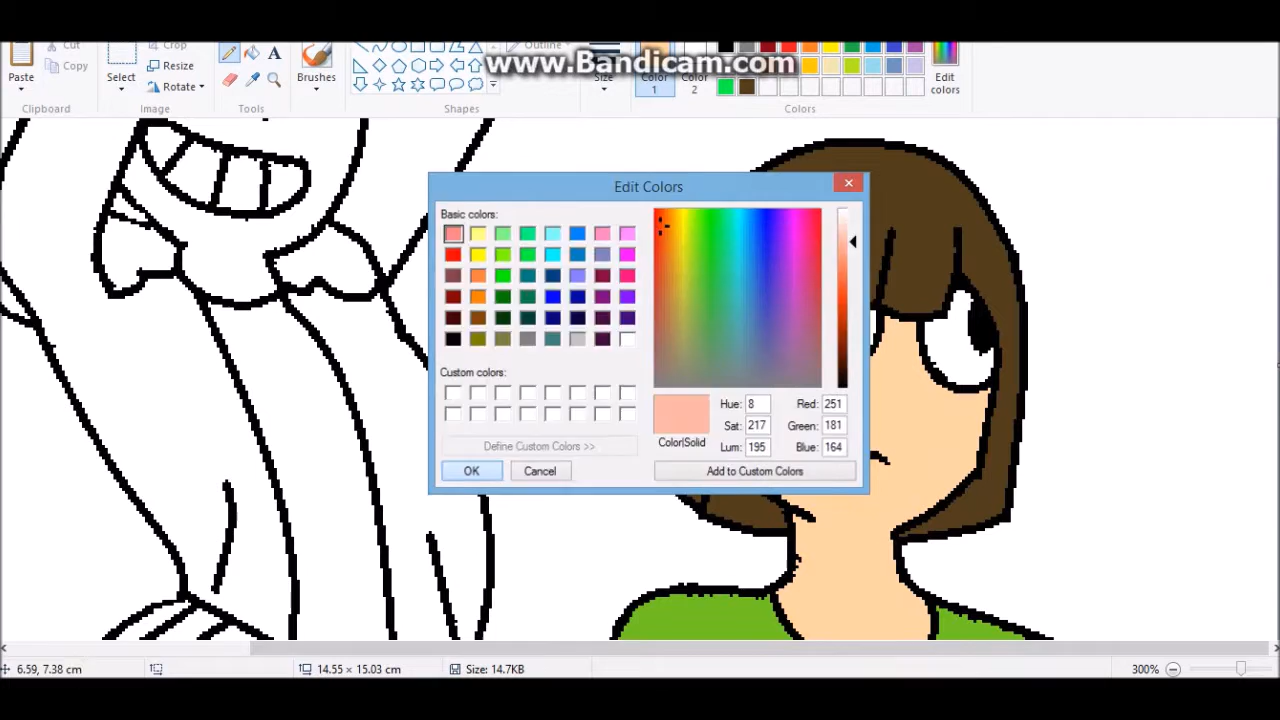 Cut
Crop
Outline
www.Bandicam.com
Copy
Resize
Paste
Select
Rotate
Brushes
Size
Color
1
Color
2
Edit
colors
Clipboard
Image
Tools
Shapes
Colors
Edit Colors
Basic colors:
Custom colors:
Define Custom Colors >>
OK
Cancel
Color|Solid
Hue: 8
Sat: 217
Lum: 195
Red: 251
Green: 181
Blue: 164
Add to Custom Colors
6.59, 7.38 cm
14.55 × 15.03 cm
Size: 14.7KB
300%